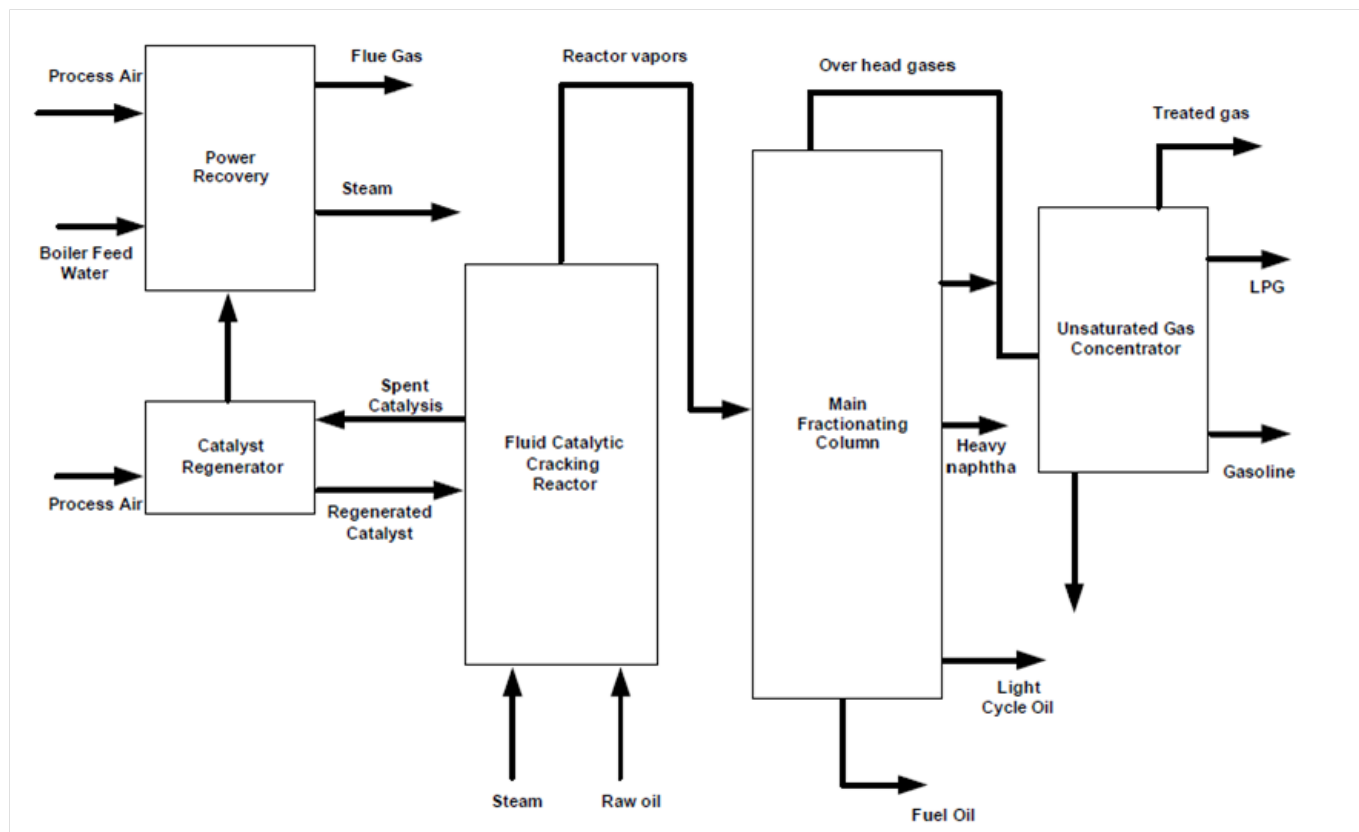 Process Air
Flue Gas
Power
Recovery
Steam
Boiler Feed
Water
Reactor vapors
Over head gases
Treated gas
LPG
Unsaturated Gas
Concentrator
Gasoline
Spent
Catalysis
Catalyst
Regenerator
Process Air
Regenerated
Catalyst
Fluid Catalytic
Cracking
Reactor
Main
Fractionating
Column
Heavy
naphtha
Light
Cycle Oil
Steam
Raw oil
Fuel Oil